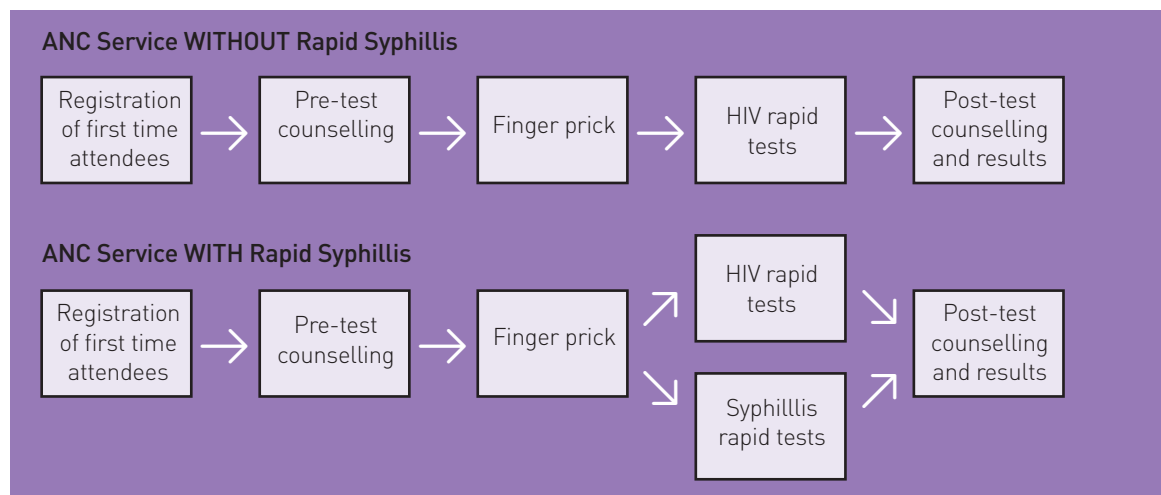 ANC Service WITHOUT Rapid Syphillis
Registration
of first time
attendees
Pre-test
counselling
Finger prick
HIV rapid
tests
Post-test
counselling
and results
ANC Service WITH Rapid Syphillis
Registration
of first time
attendees
Pre-test
counselling
Finger prick
HIV rapid
tests
Syphilllis
rapid tests
Post-test
counselling
and results